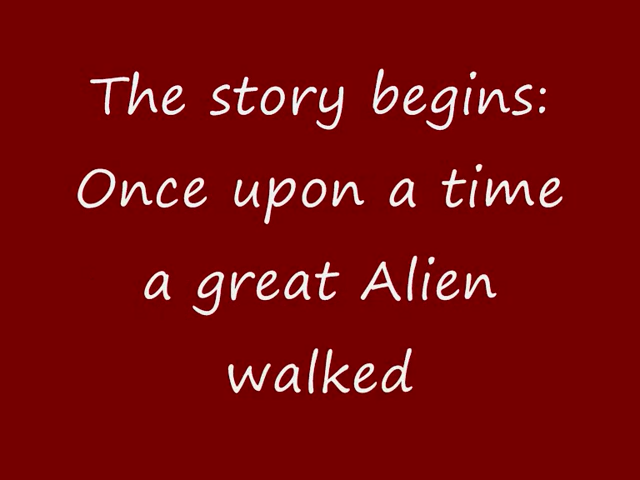 The story begins:
Once upon a time
a great Alien
walked